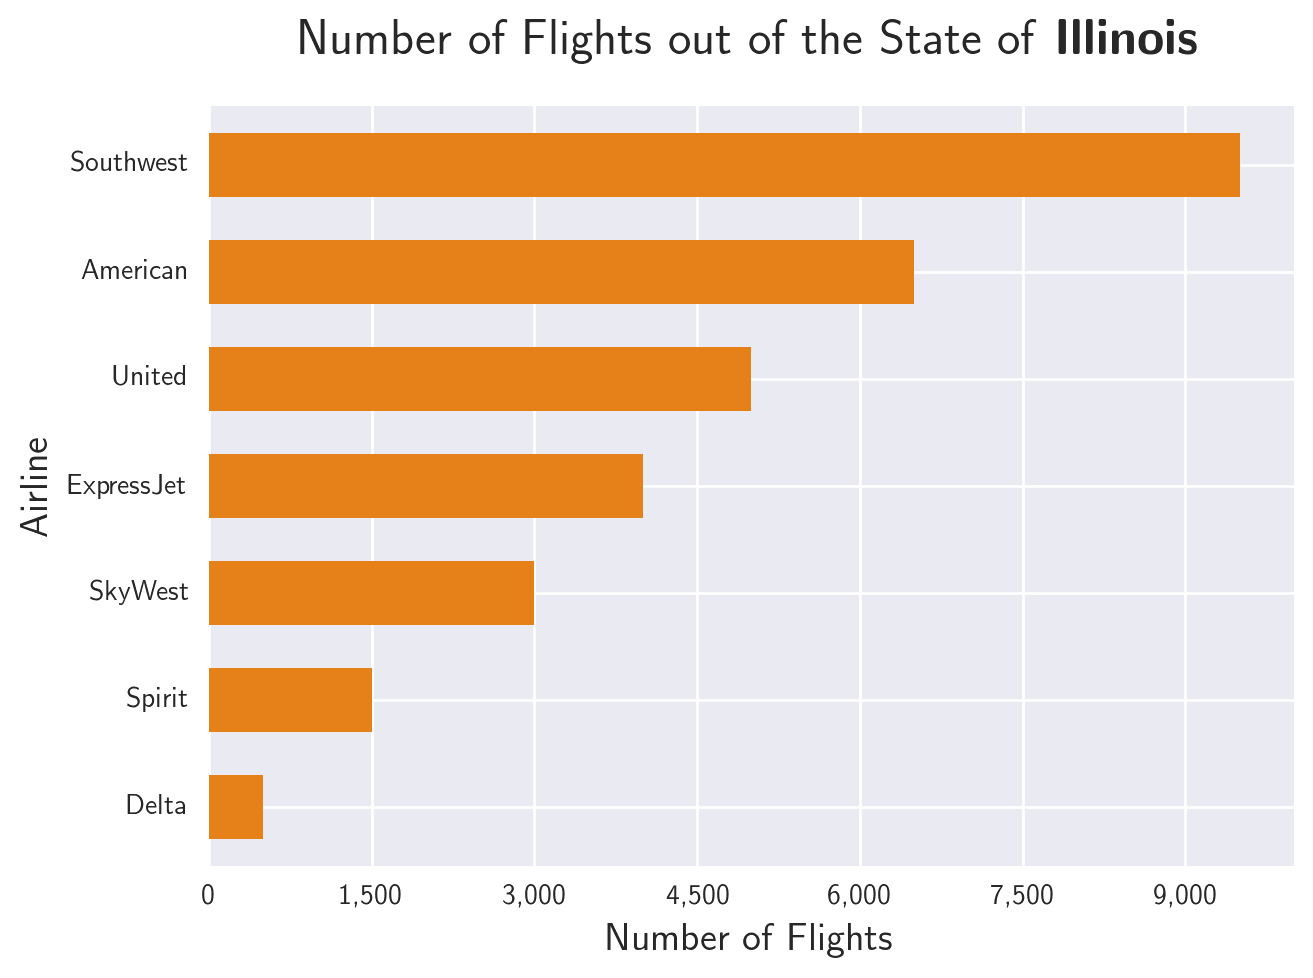 Number of Flights out of the State of Illinois
Southwest
American
United
ExpressJet
SkyWest
Spirit
Delta
Airline
0 1,500 3,000 4,500 6,000 7,500 9,000
Number of Flights